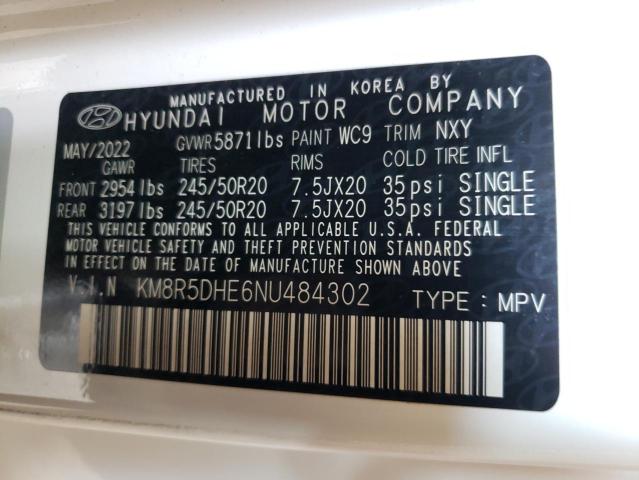 MANUFACTURED IN KOREA BY
HYUNDAI MOTOR COMPANY
MAY/2022 GVWR 5871lbs PAINT WC9 TRIM NXY
GAWR TIRES RIMS COLD TIRE INFL
FRONT 2954lbs 245/50R20 7.5JX20 35psi SINGLE
REAR 3197lbs 245/50R20 7.5JX20 35psi SINGLE
THIS VEHICLE CONFORMS TO ALL APPLICABLE U.S.A. FEDERAL
MOTOR VEHICLE SAFETY AND THEFT PREVENTION STANDARDS
IN EFFECT ON THE DATE OF MANUFACTURE SHOWN ABOVE
V.I.N KM8R5DHE6NU484302 TYPE : MPV